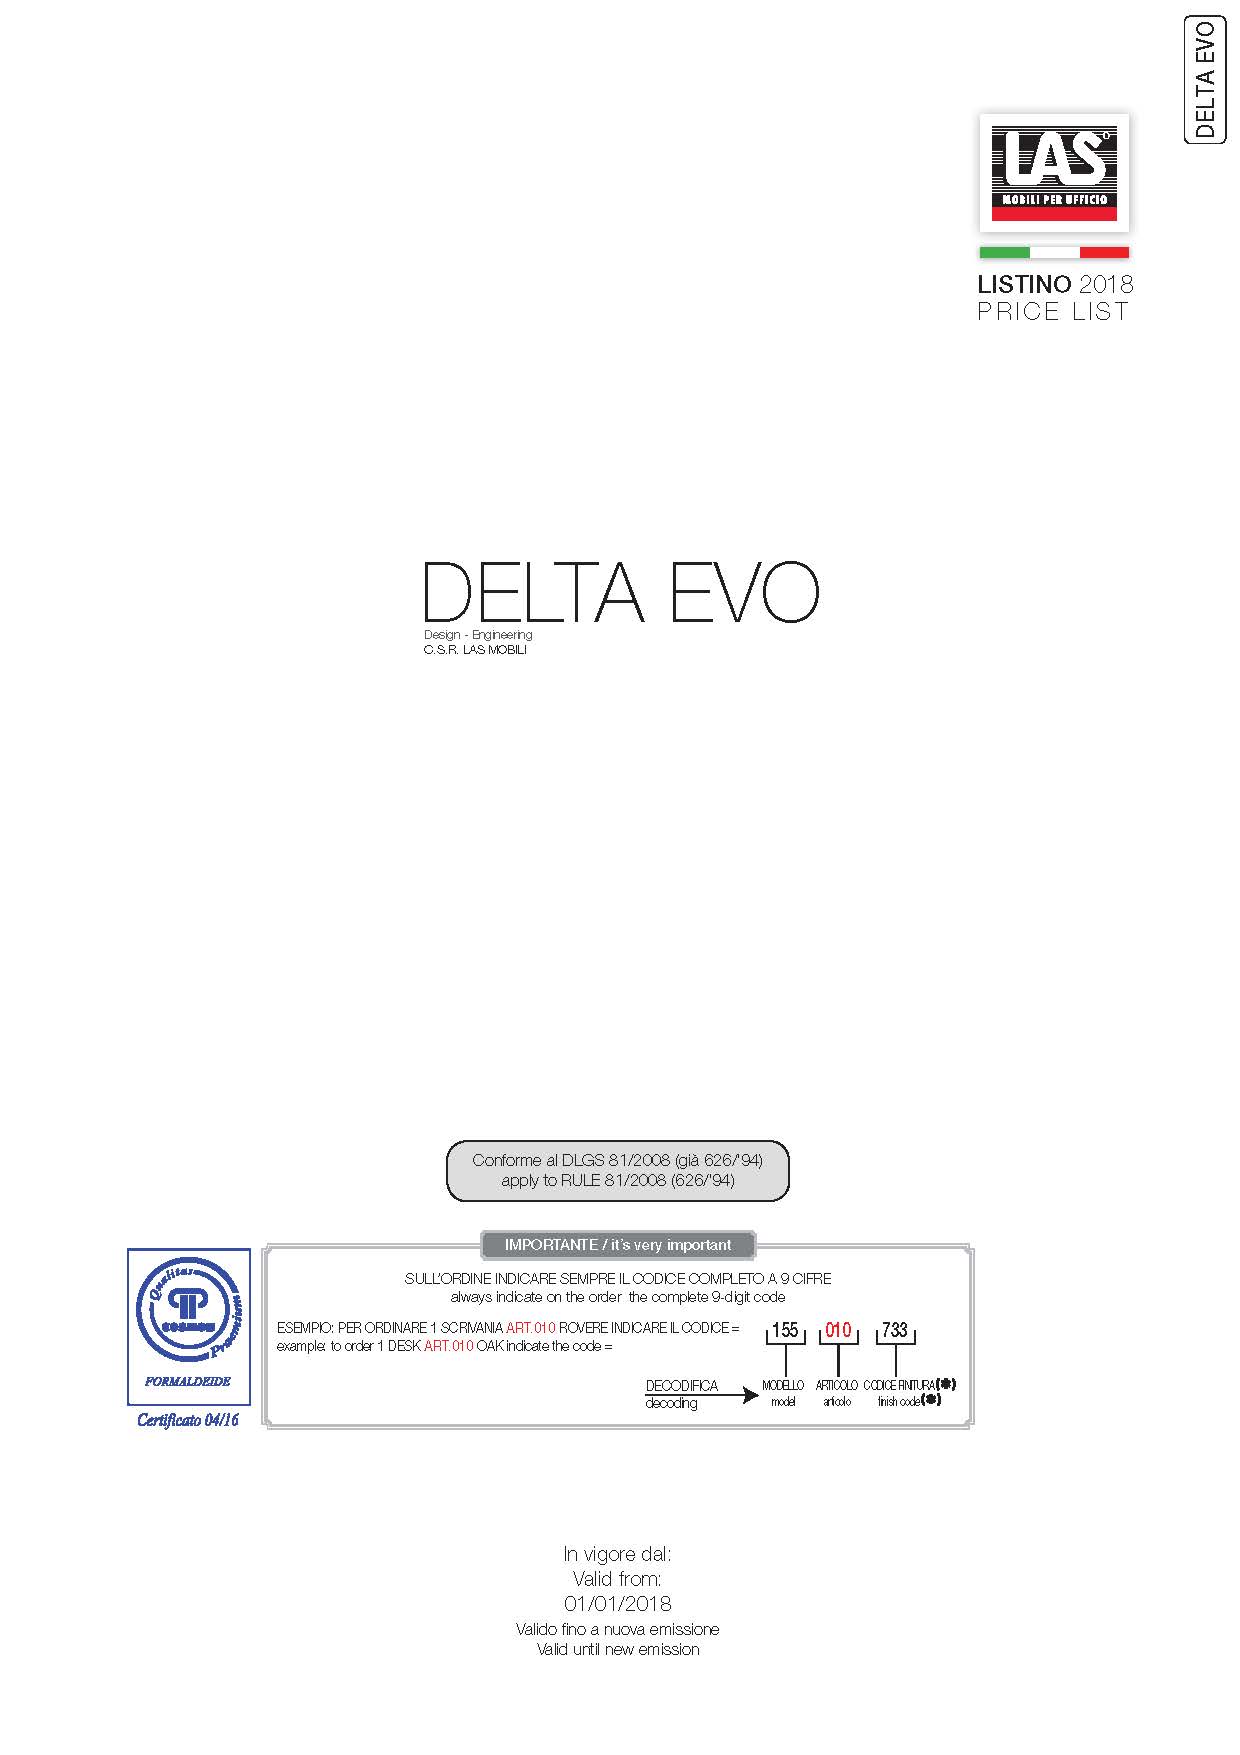 DELTA EVO
LAS
MOBILI PER UFFICIO
LISTINO 2018
PRICE LIST
DELTA EVO
Design - Engineering
C.S.R. LAS MOBILI
Conforme al DLGS 81/2008 (già 626/'94)
apply to RULE 81/2008 (626/'94)
IMPORTANTE / it's very important
SULL'ORDINE INDICARE SEMPRE IL CODICE COMPLETO A 9 CIFRE
always indicate on the order the complete 9-digit code
ESEMPIO: PER ORDINARE 1 SCRIVANIA ART.010 ROVERE INDICARE IL CODICE = 155 010 733
example: to order 1 DESK ART.010 OAK indicate the code =
DECODIFICA MODELLO ARTICOLO CODICE FINITURA(*)
decoding model articolo finish code(*)
Qualitas
COSMOB
Praemium
FORMALDEIDE
Certificato 04/16
In vigore dal:
Valid from:
01/01/2018
Valido fino a nuova emissione
Valid until new emission